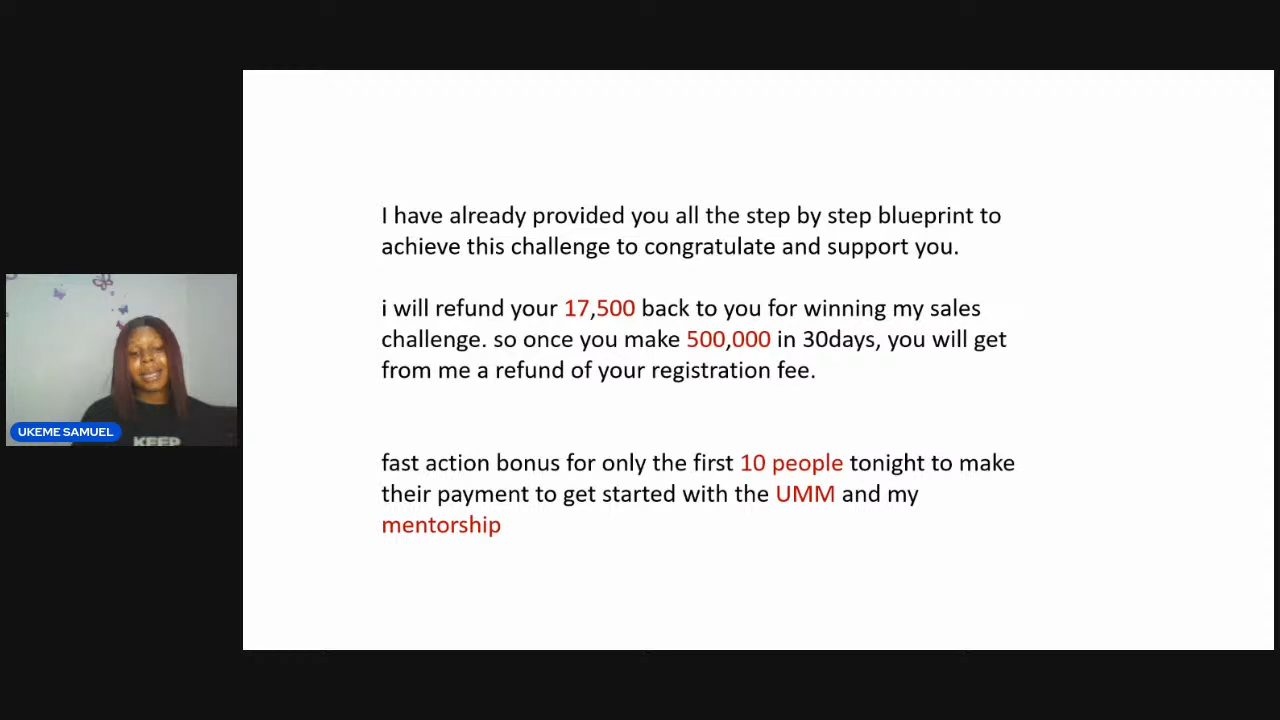 I have already provided you all the step by step blueprint to
achieve this challenge to congratulate and support you.
i will refund your 17,500 back to you for winning my sales
challenge. so once you make 500,000 in 30days, you will get
from me a refund of your registration fee.
UKEME SAMUEL
KEEP
fast action bonus for only the first 10 people tonight to make
their payment to get started with the UMM and my
mentorship